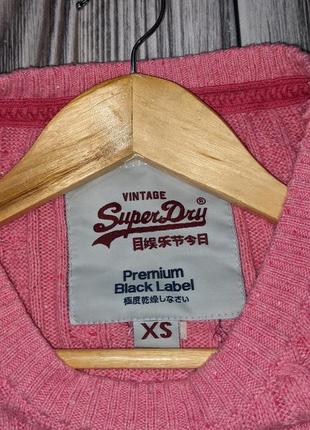 VINTAGE
SuperDry
目娱乐节今日
Premium
Black Label
極度乾燥しなさい
XS